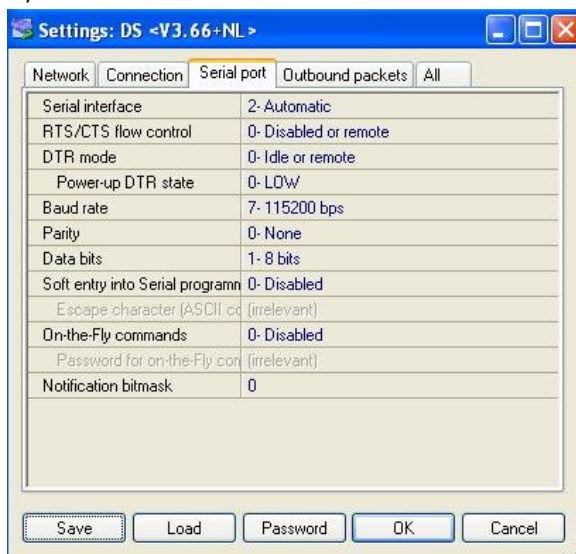 Settings: DS <V3.66+NL>
Network Connection Serial port Outbound packets All
Serial interface 2- Automatic
RTS/CTS flow control 0- Disabled or remote
DTR mode 0- Idle or remote
Power-up DTR state 0- LOW
Baud rate 7- 115200 bps
Parity 0- None
Data bits 1- 8 bits
Soft entry into Serial programn 0- Disabled
Escape character (ASCII co (irrelevant)
On-the-Fly commands 0- Disabled
Password for on-the-Fly con (irrelevant)
Notification bitmask 0
Save Load Password OK Cancel